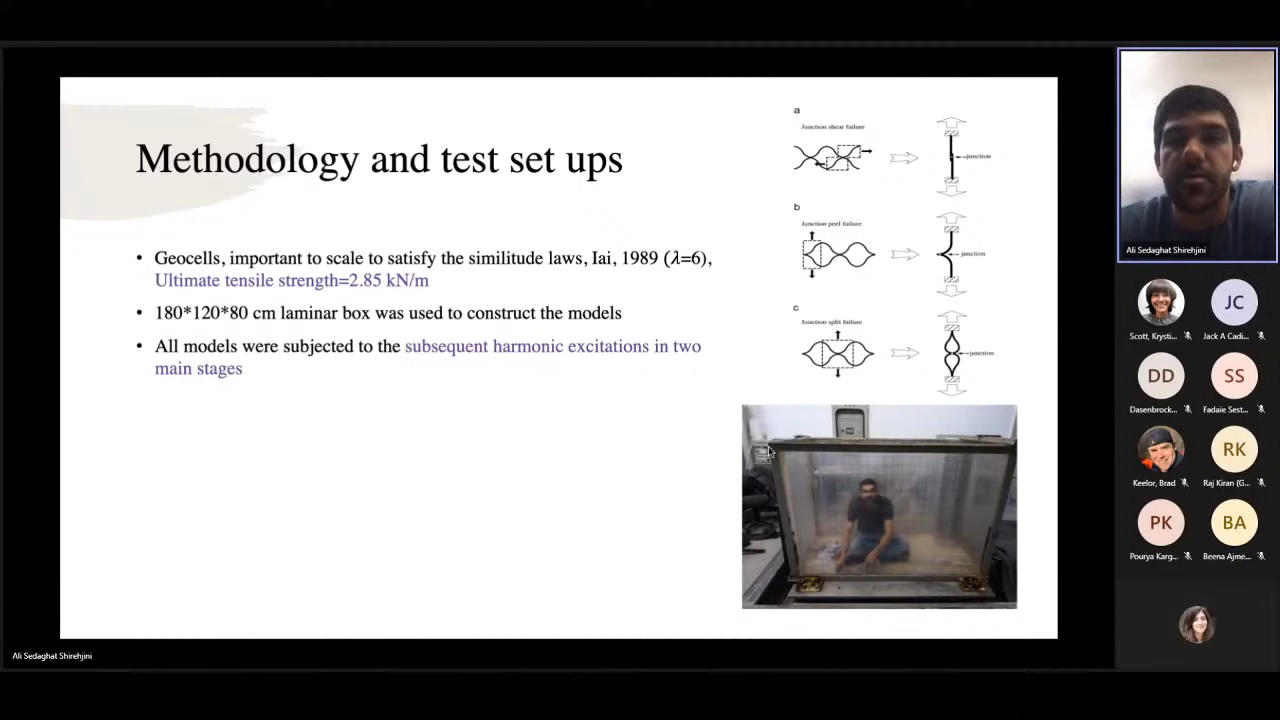 Methodology and test set ups
• Geocells, important to scale to satisfy the similitude laws, Iai, 1989 (λ=6),
Ultimate tensile strength=2.85 kN/m
• 180*120*80 cm laminar box was used to construct the models
• All models were subjected to the subsequent harmonic excitations in two
main stages
a
Junction shear failure
junction
b
Junction peel failure
junction
c
Junction split failure
junction
Ali Sedaghat Shirehjini
Ali Sedaghat Shirehjini
JC
Scott, Krysti...
Jack A Cadi...
DD
SS
Dasenbrock...
Fadaie Sest...
RK
Keelor, Brad
Raj Kiran (G...
PK
BA
Pourya Karg...
Beena Ajme...